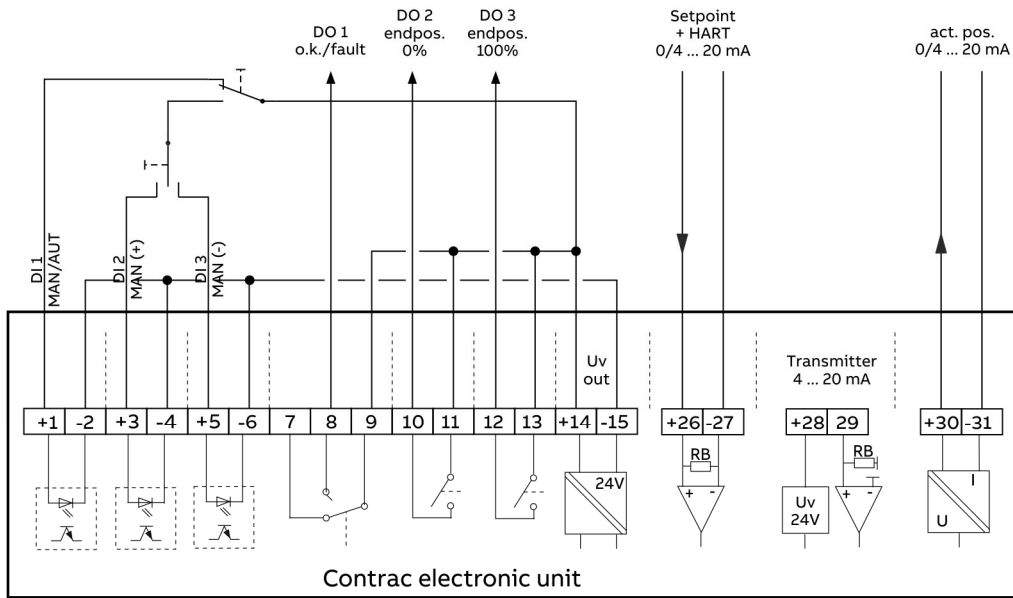 DO 1
o.k./fault
DO 2
endpos.
0%
DO 3
endpos.
100%
Setpoint
+ HART
0/4 ... 20 mA
act. pos.
0/4 ... 20 mA
DI 1
MAN/AUT
DI 2
MAN (+)
DI 3
MAN (-)
Uv
out
Transmitter
4 ... 20 mA
+1
-2
+3
-4
+5
-6
7
8
9
10
11
12
13
+14
-15
+26
-27
+28
29
+30
-31
RB
RB
24V
+ -
Uv
24V
+ -
I
U
Contrac electronic unit